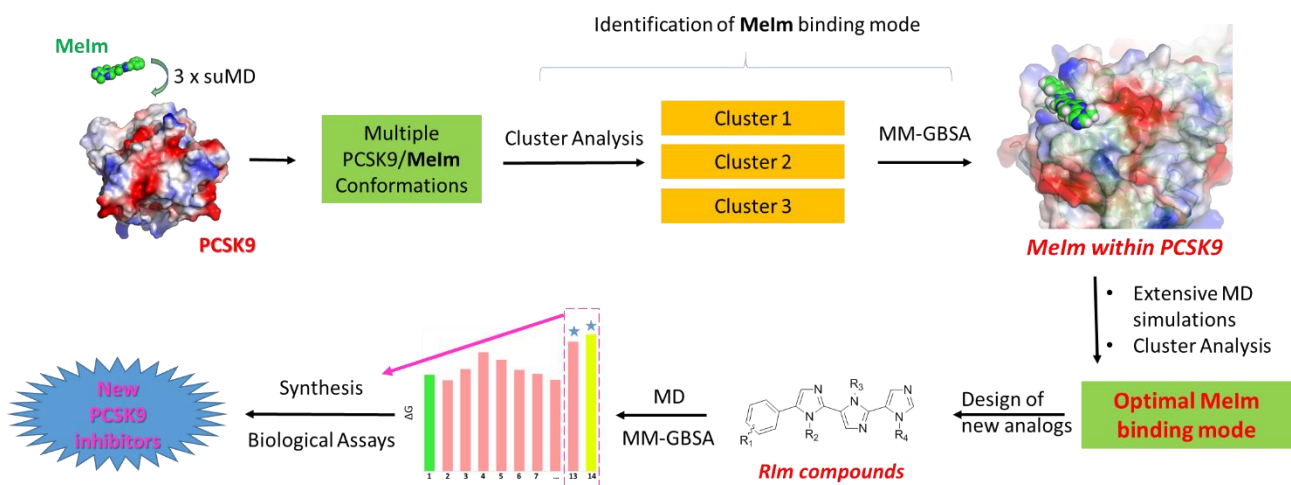 Identification of MeIm binding mode
MeIm
3 x suMD
PCSK9
Multiple
PCSK9/MeIm
Conformations
Cluster Analysis
Cluster 1
Cluster 2
Cluster 3
MM-GBSA
MeIm within PCSK9
• Extensive MD
simulations
• Cluster Analysis
Optimal MeIm
binding mode
Design of
new analogs
N
R3
N
N
N
N
N
R1
R2
R4
RIm compounds
MD
MM-GBSA
ΔG
1 2 3 4 5 6 7 ... 13 14
Synthesis
Biological Assays
New
PCSK9
inhibitors